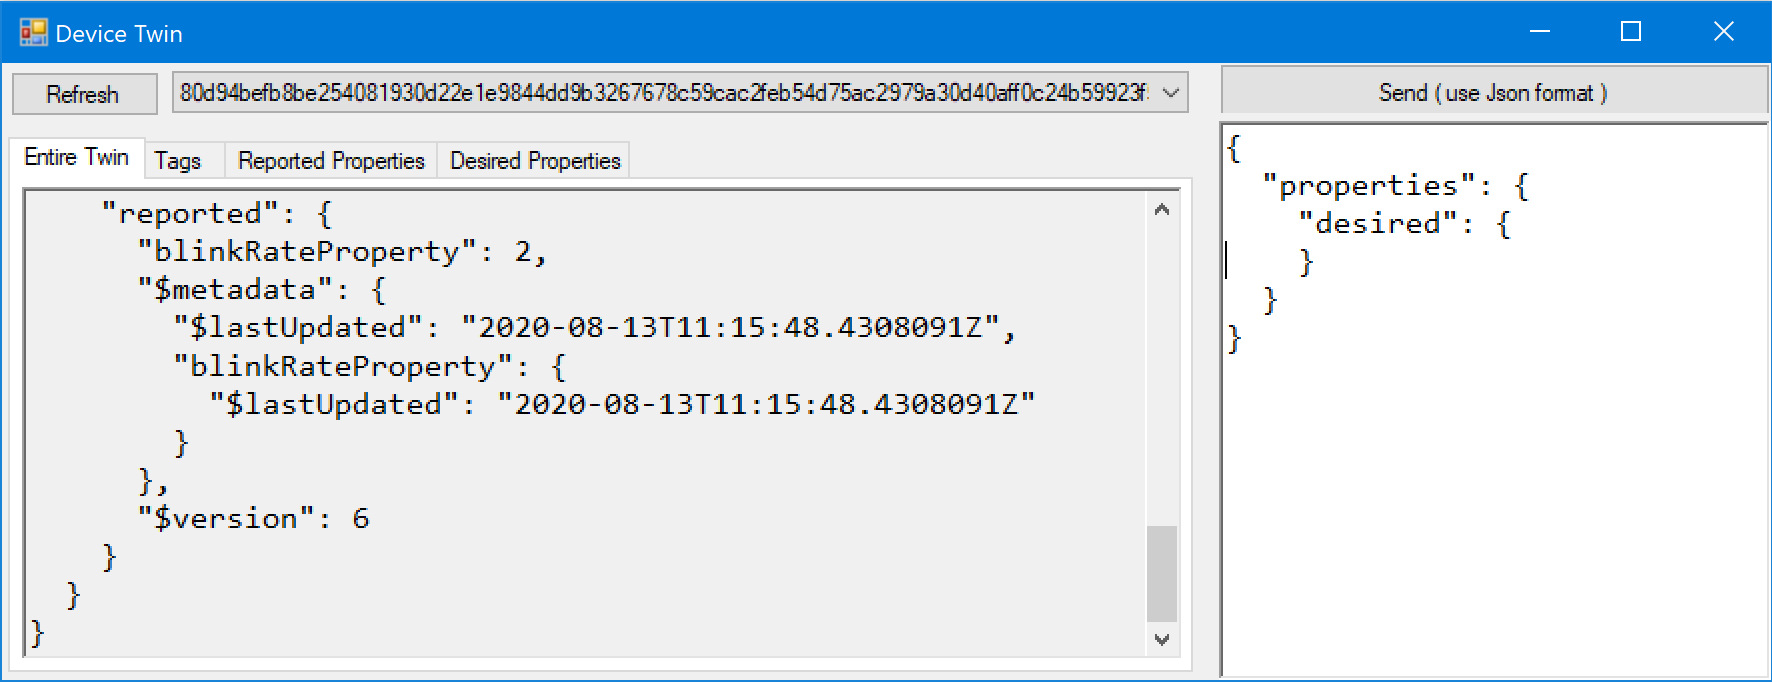 Device Twin
Refresh
80d94befb8be254081930d22e1e9844dd9b3267678c59cac2feb54d75ac2979a30d40aff0c24b59923f
Send ( use Json format )
Entire Twin
Tags
Reported Properties
Desired Properties
"reported": {
"blinkRateProperty": 2,
"$metadata": {
"$lastUpdated": "2020-08-13T11:15:48.4308091Z",
"blinkRateProperty": {
"$lastUpdated": "2020-08-13T11:15:48.4308091Z"
}
},
"$version": 6
}
}
}
{
"properties": {
"desired": {
}
}
}